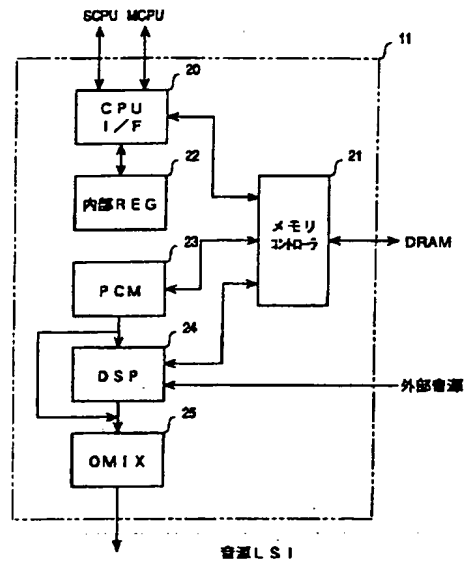 SCPU MCPU
11
20
CPU
I/F
22
内部REG
21
メモリ
コントローラ
DRAM
23
PCM
24
DSP
外部音源
25
OMIX
音源LSI